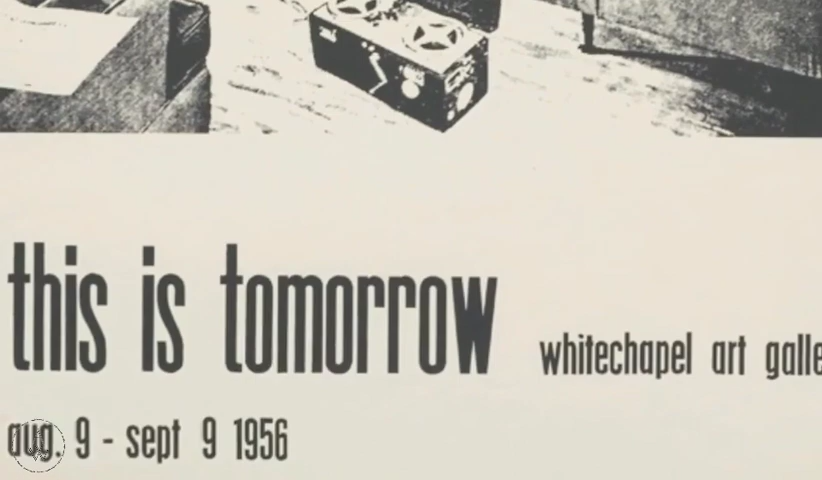 this is tomorrow whitechapel art galle
aug. 9 - sept 9 1956